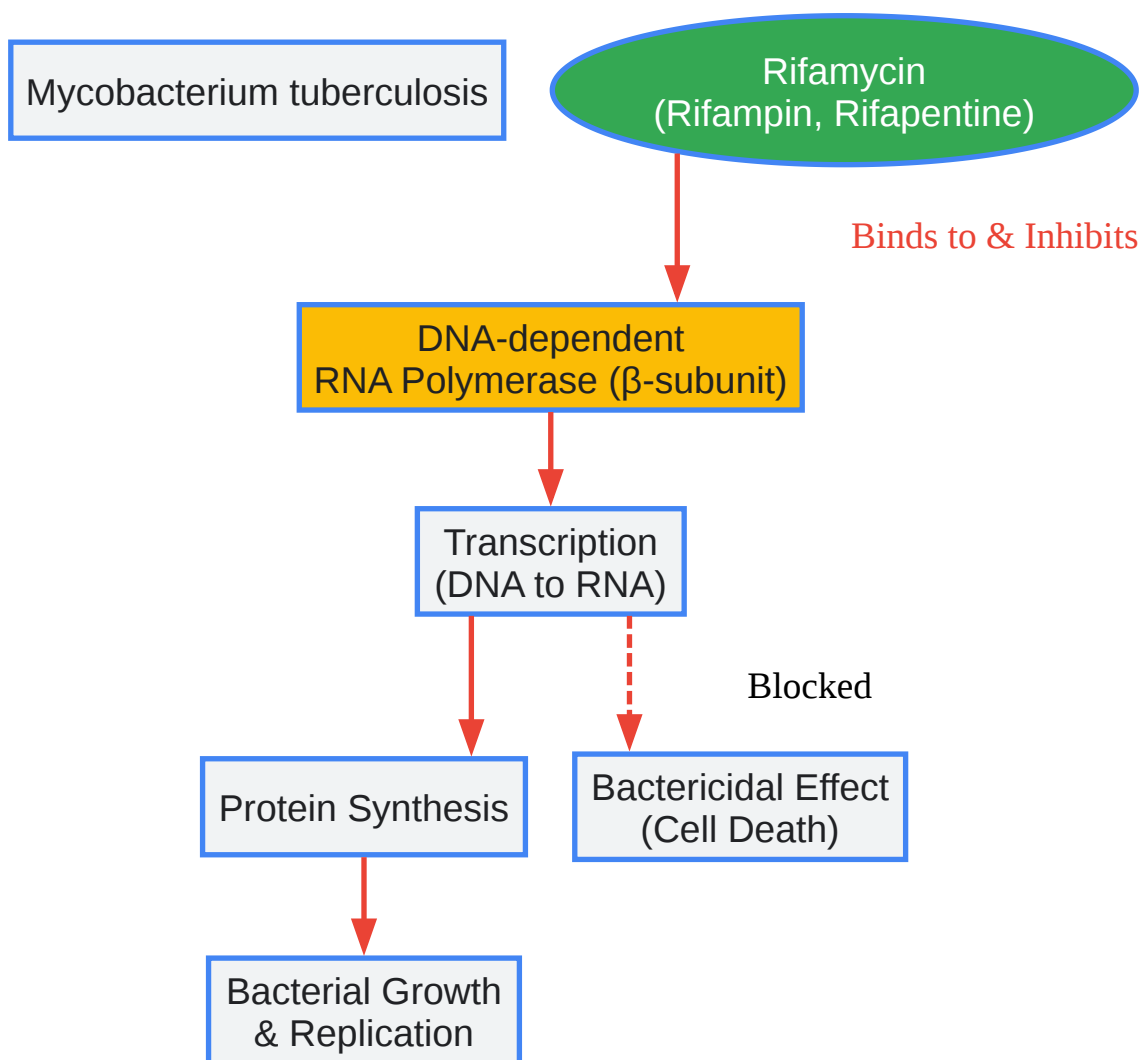 Mycobacterium tuberculosis
Rifamycin
(Rifampin, Rifapentine)
Binds to & Inhibits
DNA-dependent
RNA Polymerase (β-subunit)
Transcription
(DNA to RNA)
Blocked
Protein Synthesis
Bactericidal Effect
(Cell Death)
Bacterial Growth
& Replication